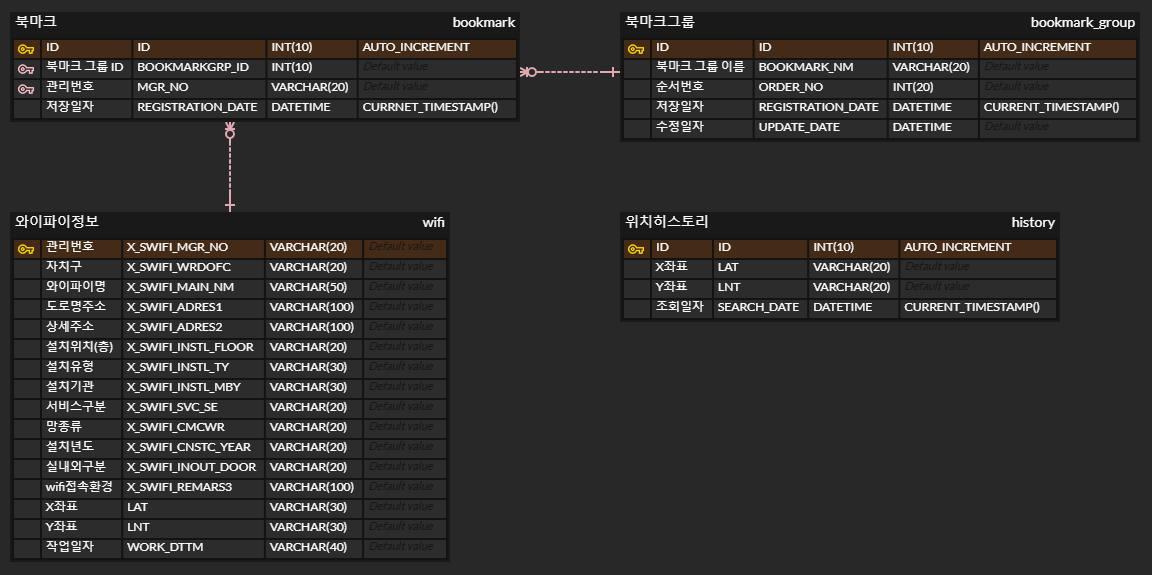 북마크 bookmark
ID ID INT(10) AUTO_INCREMENT
북마크 그룹 ID BOOKMARKGRP_ID INT(10) Default value
관리번호 MGR_NO VARCHAR(20) Default value
저장일자 REGISTRATION_DATE DATETIME CURRNET_TIMESTAMP()
북마크그룹 bookmark_group
ID ID INT(10) AUTO_INCREMENT
북마크 그룹 이름 BOOKMARK_NM VARCHAR(20) Default value
순서번호 ORDER_NO INT(20) Default value
저장일자 REGISTRATION_DATE DATETIME CURRENT_TIMESTAMP()
수정일자 UPDATE_DATE DATETIME Default value
와이파이정보 wifi
관리번호 X_SWIFI_MGR_NO VARCHAR(20) Default value
자치구 X_SWIFI_WRDOFC VARCHAR(20) Default value
와이파이명 X_SWIFI_MAIN_NM VARCHAR(50) Default value
도로명주소 X_SWIFI_ADRES1 VARCHAR(100) Default value
상세주소 X_SWIFI_ADRES2 VARCHAR(100) Default value
설치위치(층) X_SWIFI_INSTL_FLOOR VARCHAR(20) Default value
설치유형 X_SWIFI_INSTL_TY VARCHAR(30) Default value
설치기관 X_SWIFI_INSTL_MBY VARCHAR(30) Default value
서비스구분 X_SWIFI_SVC_SE VARCHAR(20) Default value
망종류 X_SWIFI_CMCWR VARCHAR(20) Default value
설치년도 X_SWIFI_CNSTC_YEAR VARCHAR(20) Default value
실내외구분 X_SWIFI_INOUT_DOOR VARCHAR(20) Default value
wifi접속환경 X_SWIFI_REMARS3 VARCHAR(100) Default value
X좌표 LAT VARCHAR(30) Default value
Y좌표 LNT VARCHAR(30) Default value
작업일자 WORK_DTTM VARCHAR(40) Default value
위치히스토리 history
ID ID INT(10) AUTO_INCREMENT
X좌표 LAT VARCHAR(20) Default value
Y좌표 LNT VARCHAR(20) Default value
조회일자 SEARCH_DATE DATETIME CURRENT_TIMESTAMP()